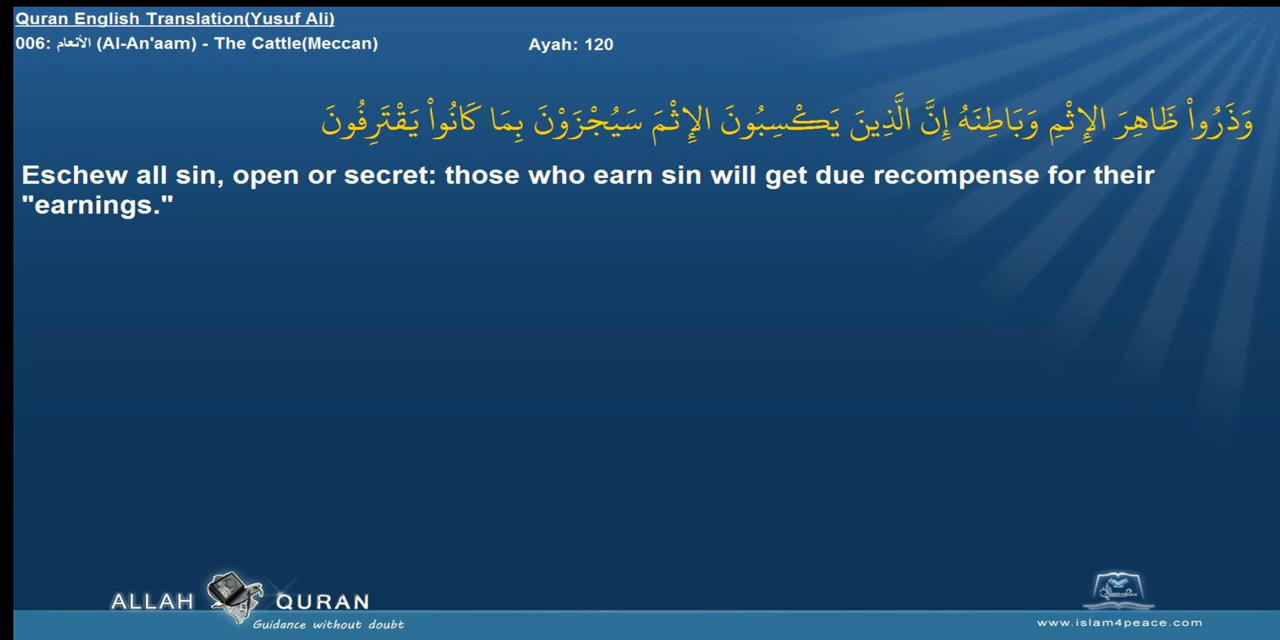 Quran English Translation(Yusuf Ali)
006: الأنعام (Al-An'aam) - The Cattle(Meccan) Ayah: 120
وَذَرُواْ ظَاهِرَ الإِثْمِ وَبَاطِنَهُ إِنَّ الَّذِينَ يَكْسِبُونَ الإِثْمَ سَيُجْزَوْنَ بِمَا كَانُواْ يَقْتَرِفُونَ
Eschew all sin, open or secret: those who earn sin will get due recompense for their
"earnings."
ALLAH QURAN
Guidance without doubt
www.islam4peace.com